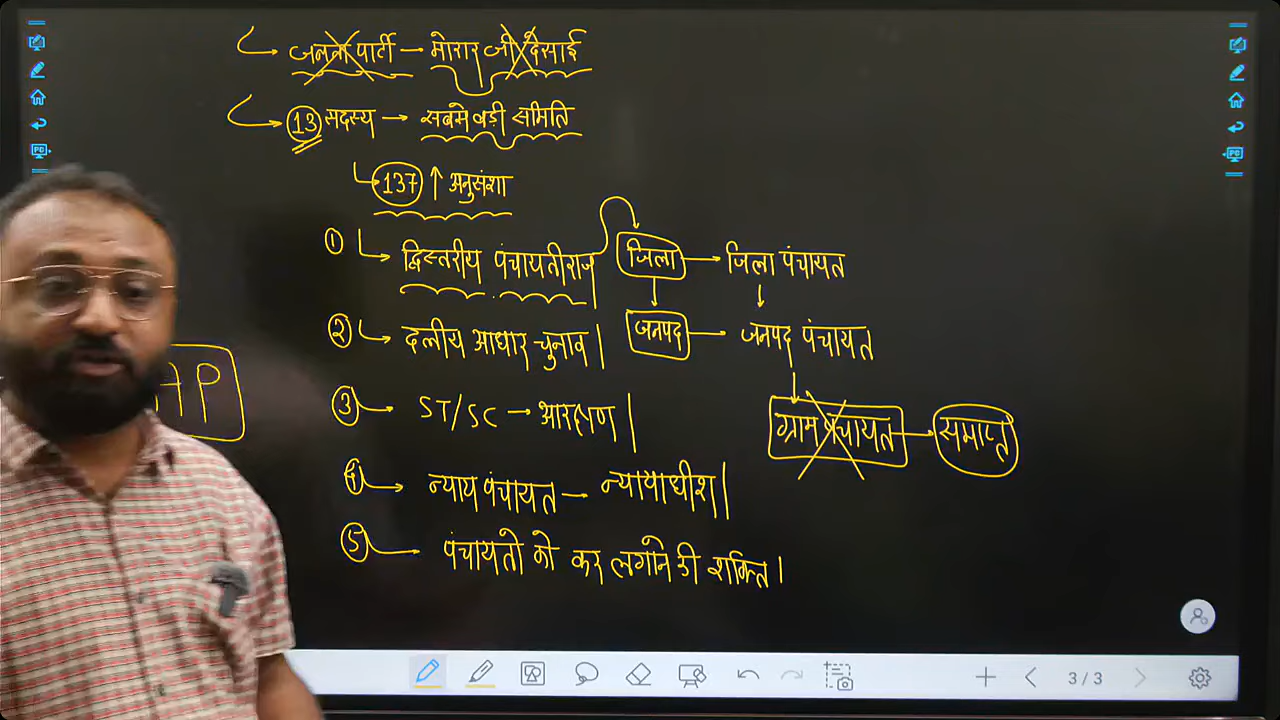 जनता पार्टी – मोरार जी देसाई
13 सदस्य → सबसे बड़ी समिति
137 ↑ अनुसंशा
① द्विस्तरीय पंचायतीराज जिला → जिला पंचायत
② दलीय आधार चुनाव | जनपद – जनपद पंचायत
③ ST/SC → आरक्षण | ग्राम पंचायत – समाप्त
④ न्याय पंचायत – न्यायाधीश |
⑤ पंचायतो को कर लगाने की शक्ति ।
AP
3/3